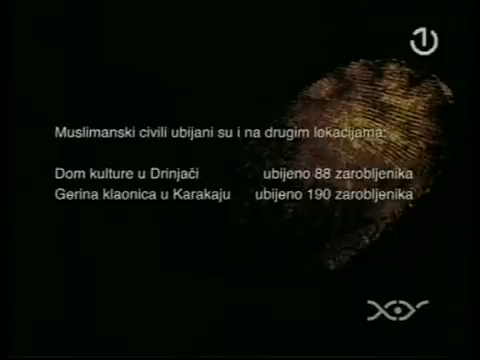 1
Muslimanski civili ubijani su i na drugim lokacijama:
Dom kulture u Drinjači ubijeno 88 zarobljenika
Gerina klaonica u Karakaju ubijeno 190 zarobljenika